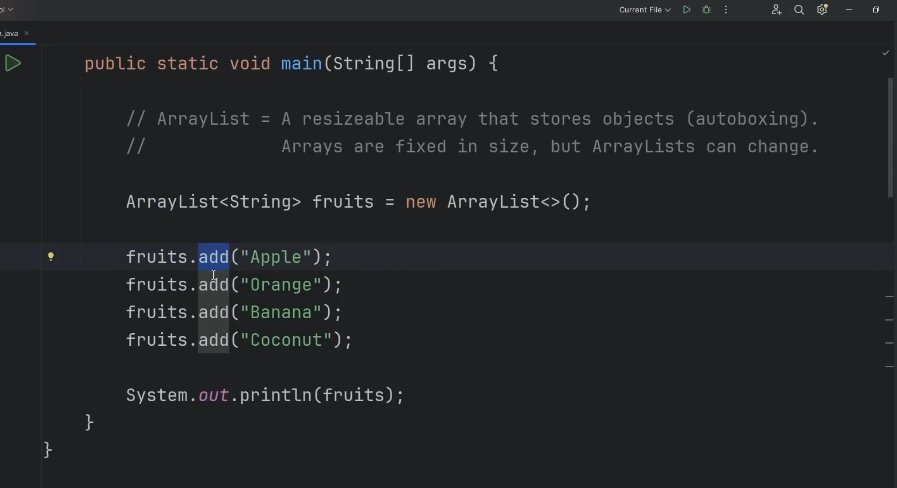 Current File
.java
public static void main(String[] args) {
// ArrayList = A resizeable array that stores objects (autoboxing).
//             Arrays are fixed in size, but ArrayLists can change.
ArrayList<String> fruits = new ArrayList<>();
fruits.add("Apple");
fruits.add("Orange");
fruits.add("Banana");
fruits.add("Coconut");
System.out.println(fruits);
}
}